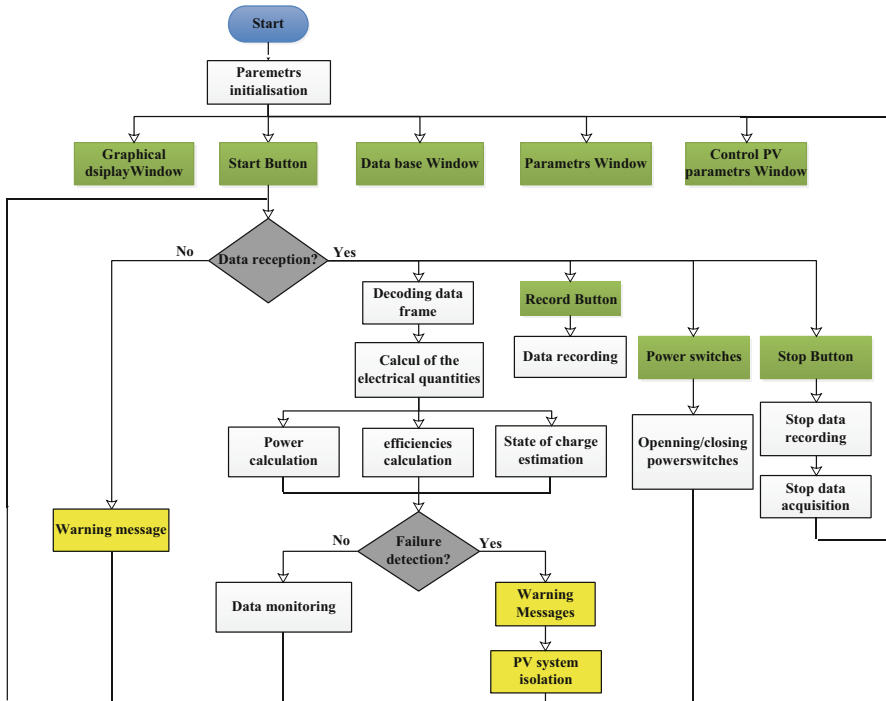 Start
Paremetrs
initialisation
Graphical
dsiplayWindow
Start Button
Data base Window
Parametrs Window
Control PV
parametrs Window
No
Data reception?
Yes
Decoding data
frame
Record Button
Calcul of the
electrical quantities
Data recording
Power switches
Stop Button
Power
calculation
efficiencies
calculation
State of charge
estimation
Openning/closing
powerswitches
Stop data
recording
Stop data
acquisition
Warning message
No
Failure
detection?
Yes
Data monitoring
Warning
Messages
PV system
isolation